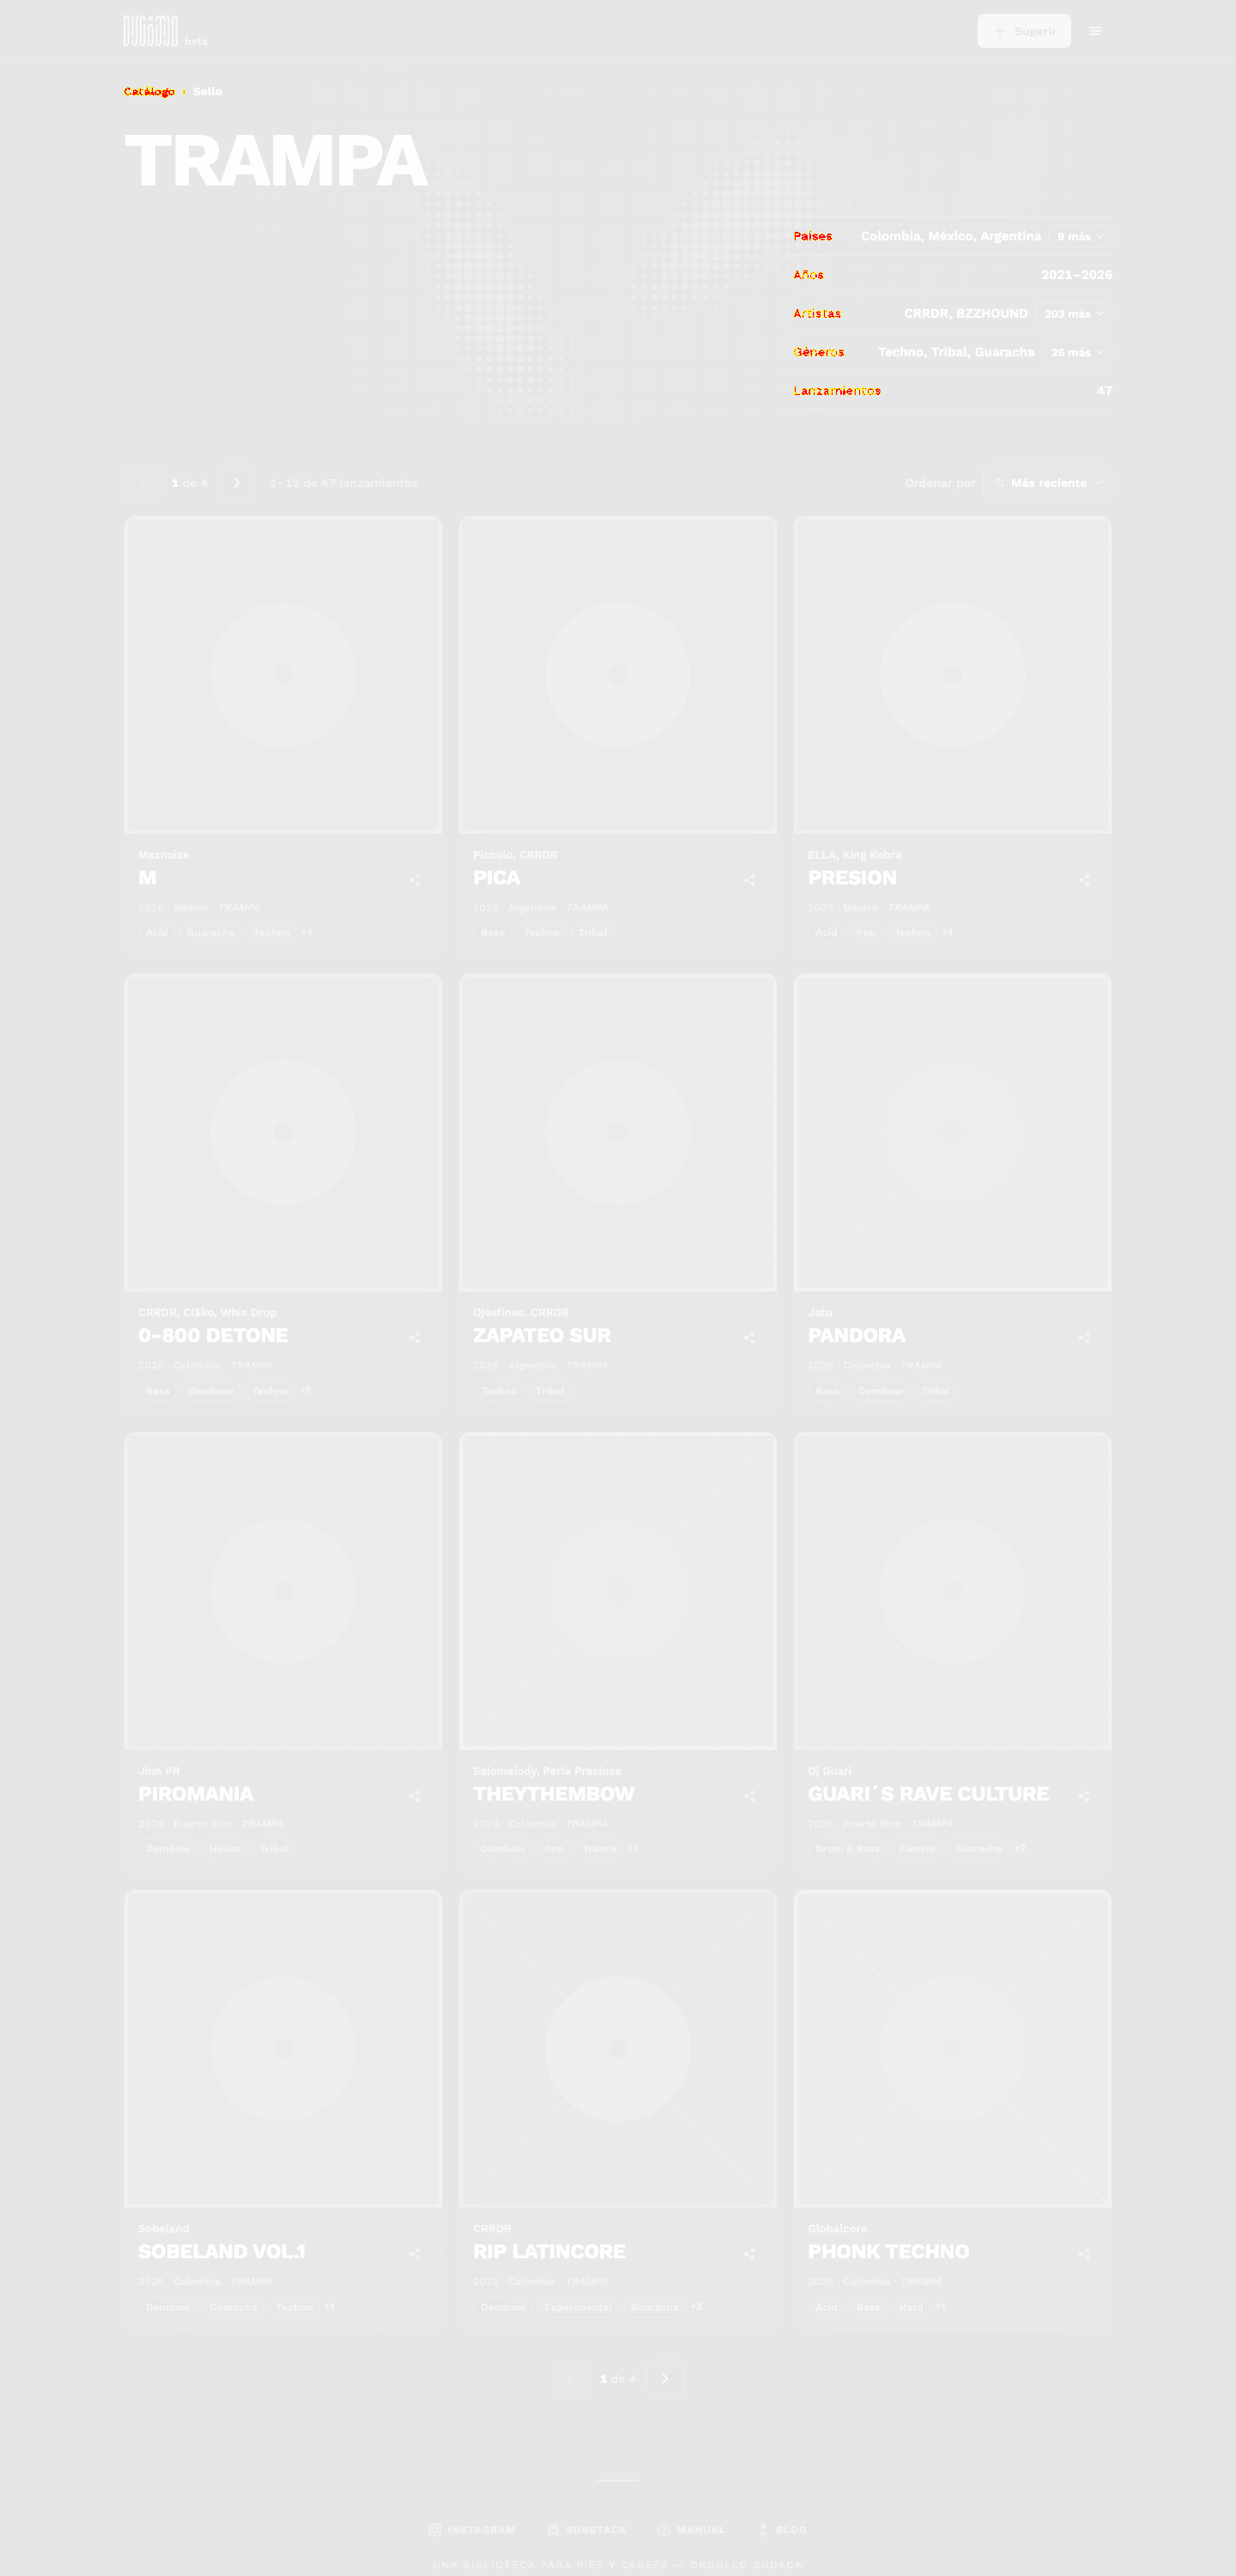 beta
+ Sugerir
Catálogo › Sello
TRAMPA
Países Colombia, México, Argentina 9 más
Años 2021–2026
Artistas CRRDR, BZZHOUND 203 más
Géneros Techno, Tribal, Guaracha 26 más
Lanzamientos 47
1 de 4 1–12 de 47 lanzamientos Ordenar por Más reciente
Maznoize
M
2026 · México · TRAMPA
Acid Guaracha Techno +1
Piccolo, CRRDR
PICA
2026 · Argentina · TRAMPA
Bass Techno Tribal
ELLA, King Kobra
PRESION
2026 · México · TRAMPA
Acid Pop Techno +1
CRRDR, Ci$ko, Whis Drop
0-800 DETONE
2026 · Colombia · TRAMPA
Bass Dembow Techno +1
Ojosfinos, CRRDR
ZAPATEO SUR
2026 · Argentina · TRAMPA
Techno Tribal
Jatu
PANDORA
2026 · Colombia · TRAMPA
Bass Dembow Tribal
Jinn PR
PIROMANIA
2026 · Puerto Rico · TRAMPA
Dembow House Tribal
Salomelody, Perla Preciosa
THEYTHEMBOW
2026 · Colombia · TRAMPA
Dembow Pop Trance +1
Dj Guari
GUARI´S RAVE CULTURE
2026 · Puerto Rico · TRAMPA
Drum & Bass Electro Guaracha +2
Sobeland
SOBELAND VOL.1
2026 · Colombia · TRAMPA
Dembow Guaracha Techno +1
CRRDR
RIP LATINCORE
2026 · Colombia · TRAMPA
Dembow Experimental Guaracha +3
Globalcore
PHONK TECHNO
2026 · Colombia · TRAMPA
Acid Bass Hard +1
1 de 4
INSTAGRAM SUBSTACK MANUAL BLOG
UNA BIBLIOTECA PARA PIES Y CABEZA — ORGULLO SUDACA